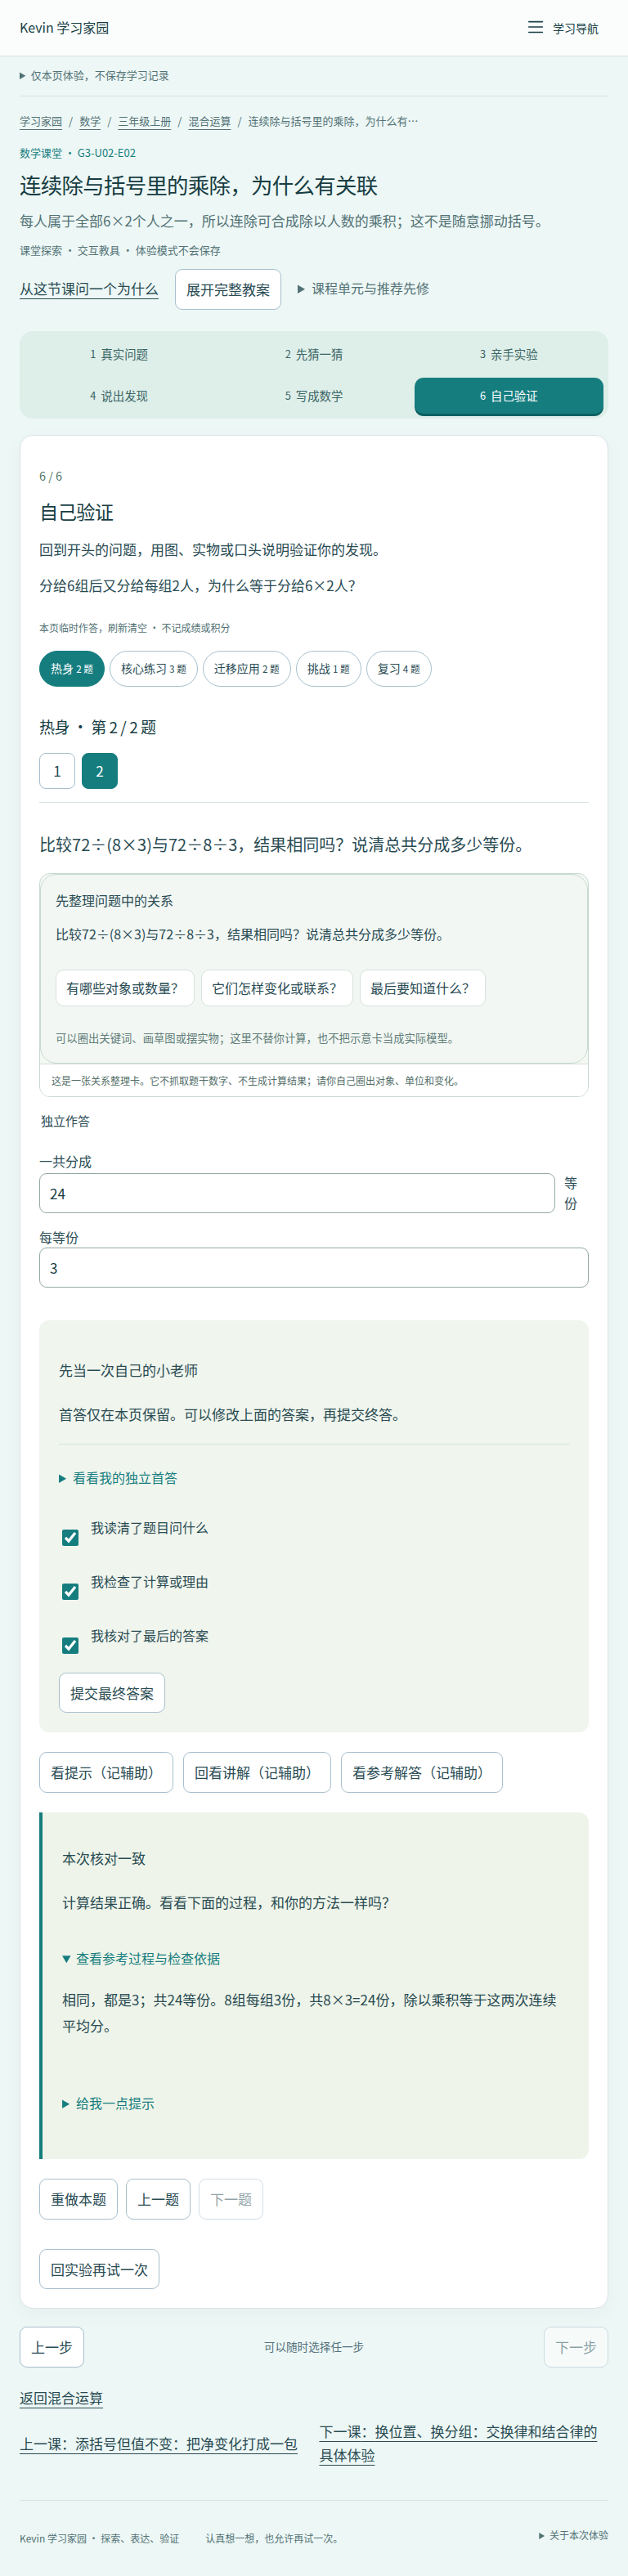 Kevin 学习家园
学习导航
仅本页体验，不保存学习记录
学习家园 / 数学 / 三年级上册 / 混合运算 / 连续除与括号里的乘除，为什么有…
数学课堂 · G3-U02-E02
连续除与括号里的乘除，为什么有关联
每人属于全部6×2个人之一，所以连除可合成除以人数的乘积；这不是随意挪动括号。
课堂探索 · 交互教具 · 体验模式不会保存
从这节课问一个为什么
展开完整教案
课程单元与推荐先修
1 真实问题
2 先猜一猜
3 亲手实验
4 说出发现
5 写成数学
6 自己验证
6 / 6
自己验证
回到开头的问题，用图、实物或口头说明验证你的发现。
分给6组后又分给每组2人，为什么等于分给6×2人？
本页临时作答，刷新清空 · 不记成绩或积分
热身 2 题
核心练习 3 题
迁移应用 2 题
挑战 1 题
复习 4 题
热身 · 第 2 / 2 题
1
2
比较72÷(8×3)与72÷8÷3，结果相同吗？说清总共分成多少等份。
先整理问题中的关系
比较72÷(8×3)与72÷8÷3，结果相同吗？说清总共分成多少等份。
有哪些对象或数量？
它们怎样变化或联系？
最后要知道什么？
可以圈出关键词、画草图或摆实物；这里不替你计算，也不把示意卡当成实际模型。
这是一张关系整理卡。它不抓取题干数字、不生成计算结果；请你自己圈出对象、单位和变化。
独立作答
一共分成
24
等
份
每等份
3
先当一次自己的小老师
首答仅在本页保留。可以修改上面的答案，再提交终答。
看看我的独立首答
我读清了题目问什么
我检查了计算或理由
我核对了最后的答案
提交最终答案
看提示（记辅助）
回看讲解（记辅助）
看参考解答（记辅助）
本次核对一致
计算结果正确。看看下面的过程，和你的方法一样吗？
查看参考过程与检查依据
相同，都是3；共24等份。8组每组3份，共8×3=24份，除以乘积等于这两次连续
平均分。
给我一点提示
重做本题
上一题
下一题
回实验再试一次
上一步
可以随时选择任一步
下一步
返回混合运算
上一课：添括号但值不变：把净变化打成一包
下一课：换位置、换分组：交换律和结合律的
具体体验
Kevin 学习家园 · 探索、表达、验证
认真想一想，也允许再试一次。
关于本次体验